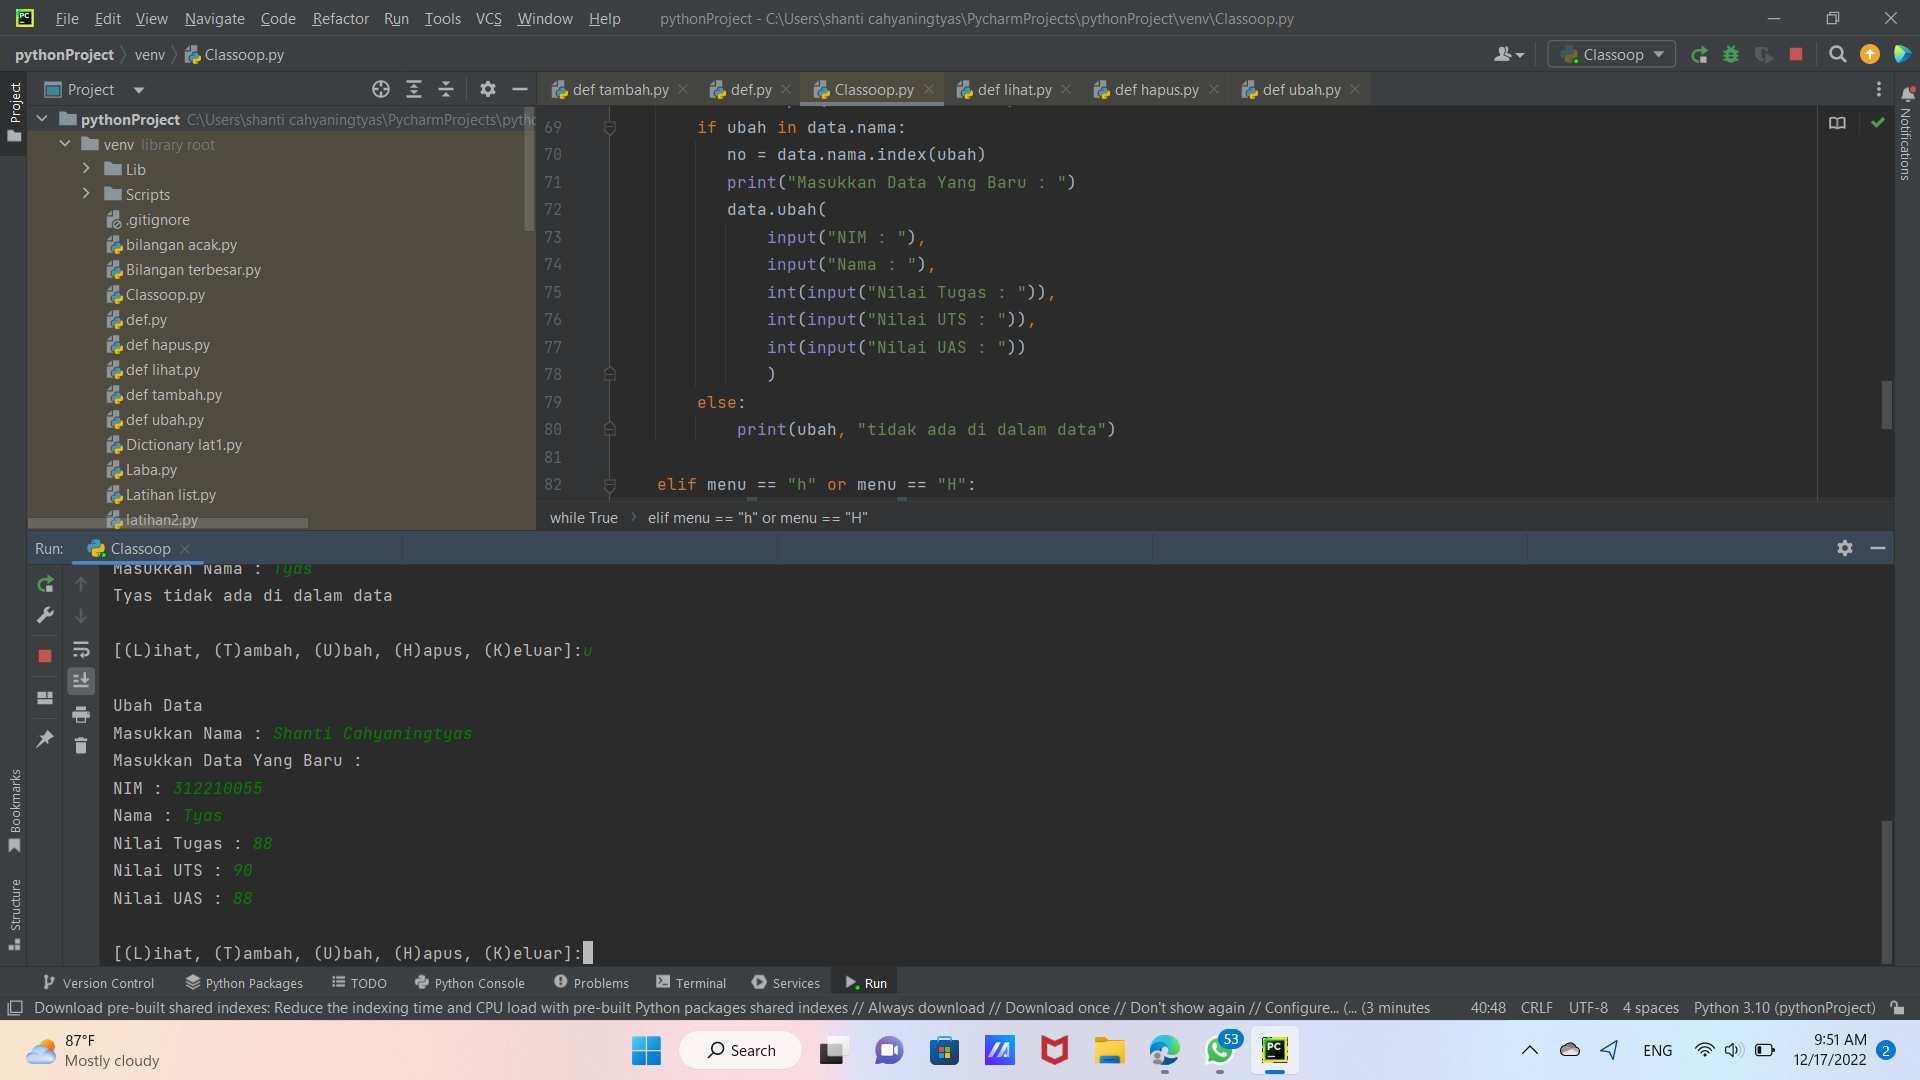 PC File Edit View Navigate Code Refactor Run Tools VCS Window Help pythonProject - C:\Users\shanti cahyaningtyas\PycharmProjects\pythonProject\venv\Classoop.py
pythonProject venv Classoop.py Classoop
Project def tambah.py def.py Classoop.py def lihat.py def hapus.py def ubah.py
Project
Notifications
pythonProject C:\Users\shanti cahyaningtyas\PycharmProjects\pyth
venv library root
Lib
Scripts
.gitignore
bilangan acak.py
Bilangan terbesar.py
Classoop.py
def.py
def hapus.py
def lihat.py
def tambah.py
def ubah.py
Dictionary lat1.py
Laba.py
Latihan list.py
latihan2.py
69 if ubah in data.nama:
70 no = data.nama.index(ubah)
71 print("Masukkan Data Yang Baru : ")
72 data.ubah(
73 input("NIM : "),
74 input("Nama : "),
75 int(input("Nilai Tugas : ")),
76 int(input("Nilai UTS : ")),
77 int(input("Nilai UAS : "))
78 )
79 else:
80 print(ubah, "tidak ada di dalam data")
81
82 elif menu == "h" or menu == "H":
while True elif menu == "h" or menu == "H"
Run: Classoop
Masukkan Nama : Tyas
Tyas tidak ada di dalam data
[(L)ihat, (T)ambah, (U)bah, (H)apus, (K)eluar]:u
Ubah Data
Masukkan Nama : Shanti Cahyaningtyas
Masukkan Data Yang Baru :
NIM : 312210055
Nama : Tyas
Nilai Tugas : 88
Nilai UTS : 90
Nilai UAS : 88
[(L)ihat, (T)ambah, (U)bah, (H)apus, (K)eluar]:
Bookmarks
Structure
Version Control Python Packages TODO Python Console Problems Terminal Services Run
Download pre-built shared indexes: Reduce the indexing time and CPU load with pre-built Python packages shared indexes // Always download // Download once // Don't show again // Configure... (... (3 minutes 40:48 CRLF UTF-8 4 spaces Python 3.10 (pythonProject)
87°F
Mostly cloudy
Search
53
PC
ENG
9:51 AM
12/17/2022
2